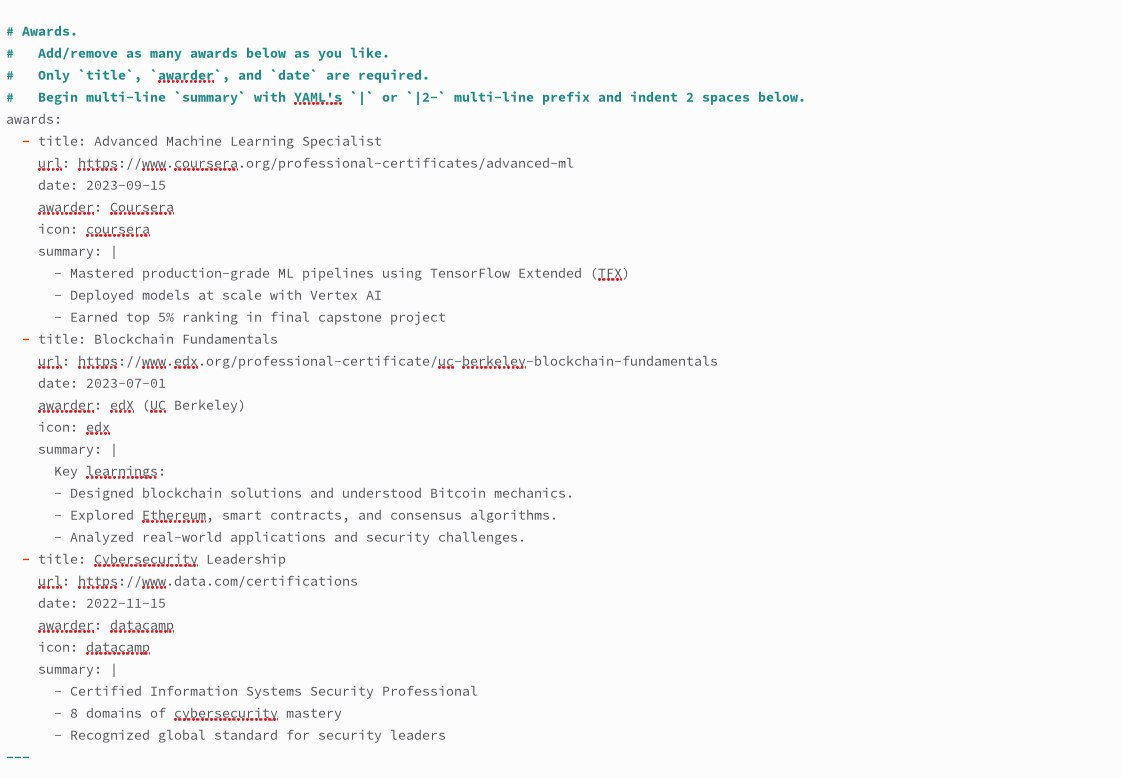 # Awards.
#   Add/remove as many awards below as you like.
#   Only `title`, `awarder`, and `date` are required.
#   Begin multi-line `summary` with YAML's `|` or `|2-` multi-line prefix and indent 2 spaces below.
awards:
  - title: Advanced Machine Learning Specialist
    url: https://www.coursera.org/professional-certificates/advanced-ml
    date: 2023-09-15
    awarder: Coursera
    icon: coursera
    summary: |
      - Mastered production-grade ML pipelines using TensorFlow Extended (TFX)
      - Deployed models at scale with Vertex AI
      - Earned top 5% ranking in final capstone project
  - title: Blockchain Fundamentals
    url: https://www.edx.org/professional-certificate/uc-berkeley-blockchain-fundamentals
    date: 2023-07-01
    awarder: edX (UC Berkeley)
    icon: edx
    summary: |
      Key learnings:
      - Designed blockchain solutions and understood Bitcoin mechanics.
      - Explored Ethereum, smart contracts, and consensus algorithms.
      - Analyzed real-world applications and security challenges.
  - title: Cybersecurity Leadership
    url: https://www.data.com/certifications
    date: 2022-11-15
    awarder: datacamp
    icon: datacamp
    summary: |
      - Certified Information Systems Security Professional
      - 8 domains of cybersecurity mastery
      - Recognized global standard for security leaders
---